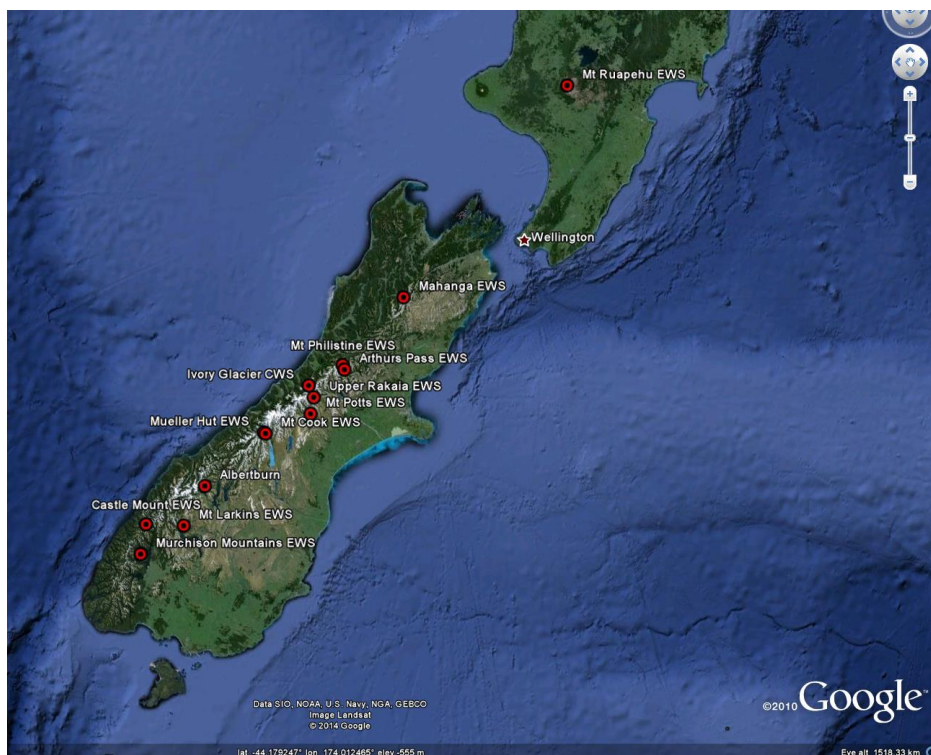 Mt Ruapehu EWS
Wellington
Mahanga EWS
Mt Philistine EWS
Arthurs Pass EWS
Ivory Glacier CWS
Upper Rakaia EWS
Mt Potts EWS
Mueller Hut EWS
Mt Cook EWS
Albertburn
Castle Mount EWS
Mt Larkins EWS
Murchison Mountains EWS
Data SIO, NOAA, U.S. Navy, NGA, GEBCO
Image Landsat
© 2014 Google
©2010 Google™
lat -44.179247° lon 174.012465° elev -555 m
Eye alt 1518.33 km